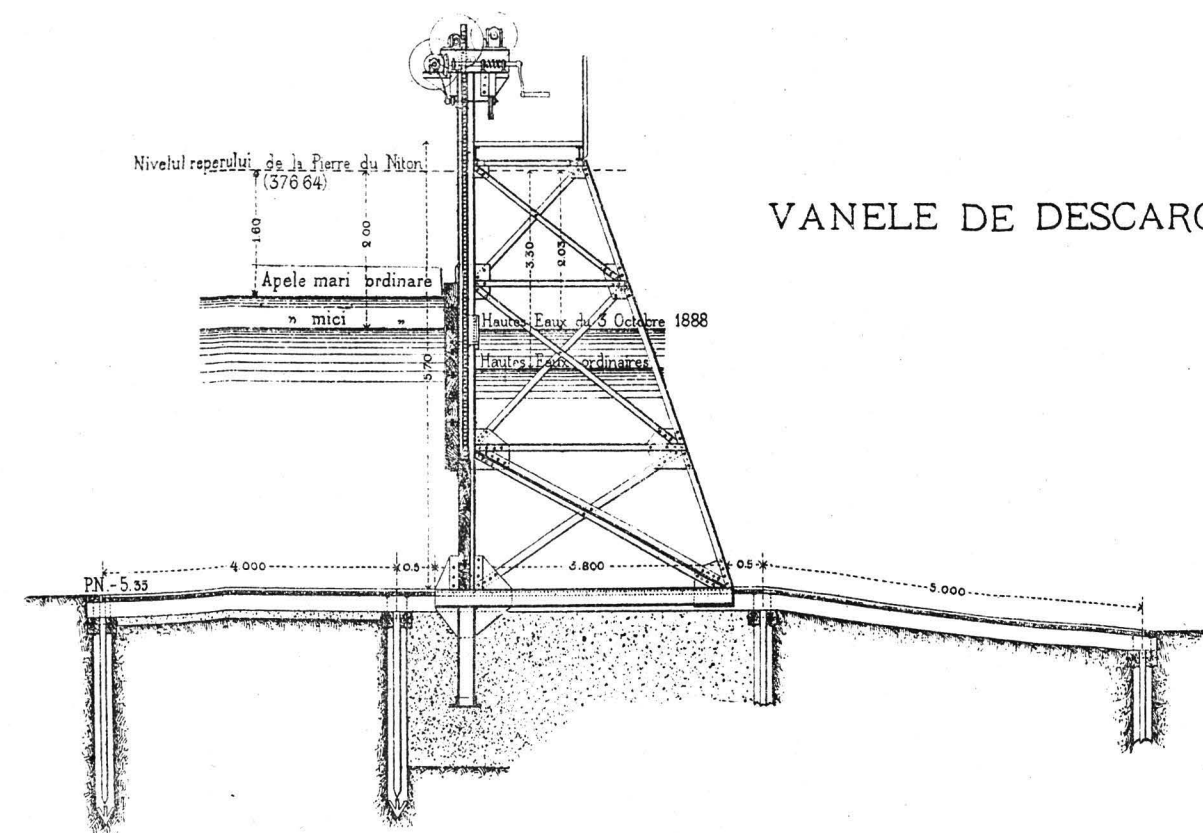 Nivelul reperului de la Pierre du Niton
(376 64)
VANELE DE DESCARC
1.60
2.00
3.30
2.03
Apele mari ordinare
" mici "
Hautes Eaux du 3 Octobre 1888
Hautes Eaux ordinaires
5.70
4.000
0.5
3.800
0.5
5.000
PN.-5.33